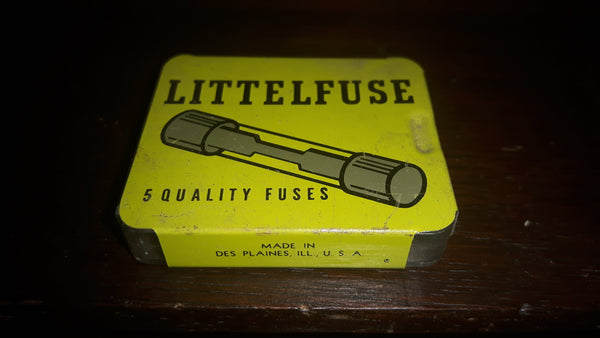 LITTELFUSE
5 QUALITY FUSES
MADE IN
DES PLAINES, ILL., U. S. A.